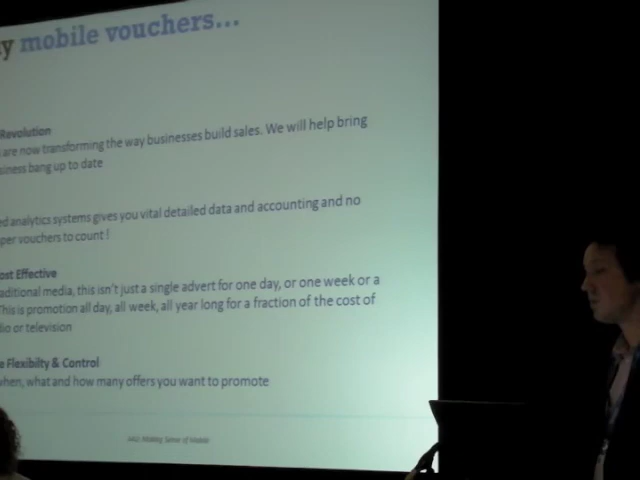 y mobile vouchers...
Revolution
are now transforming the way businesses build sales. We will help bring
siness bang up to date
ed analytics systems gives you vital detailed data and accounting and no
per vouchers to count !
ost Effective
aditional media, this isn't just a single advert for one day, or one week or a
This is promotion all day, all week, all year long for a fraction of the cost of
dio or television
e Flexibilty & Control
when, what and how many offers you want to promote
Making Sense of Mobile